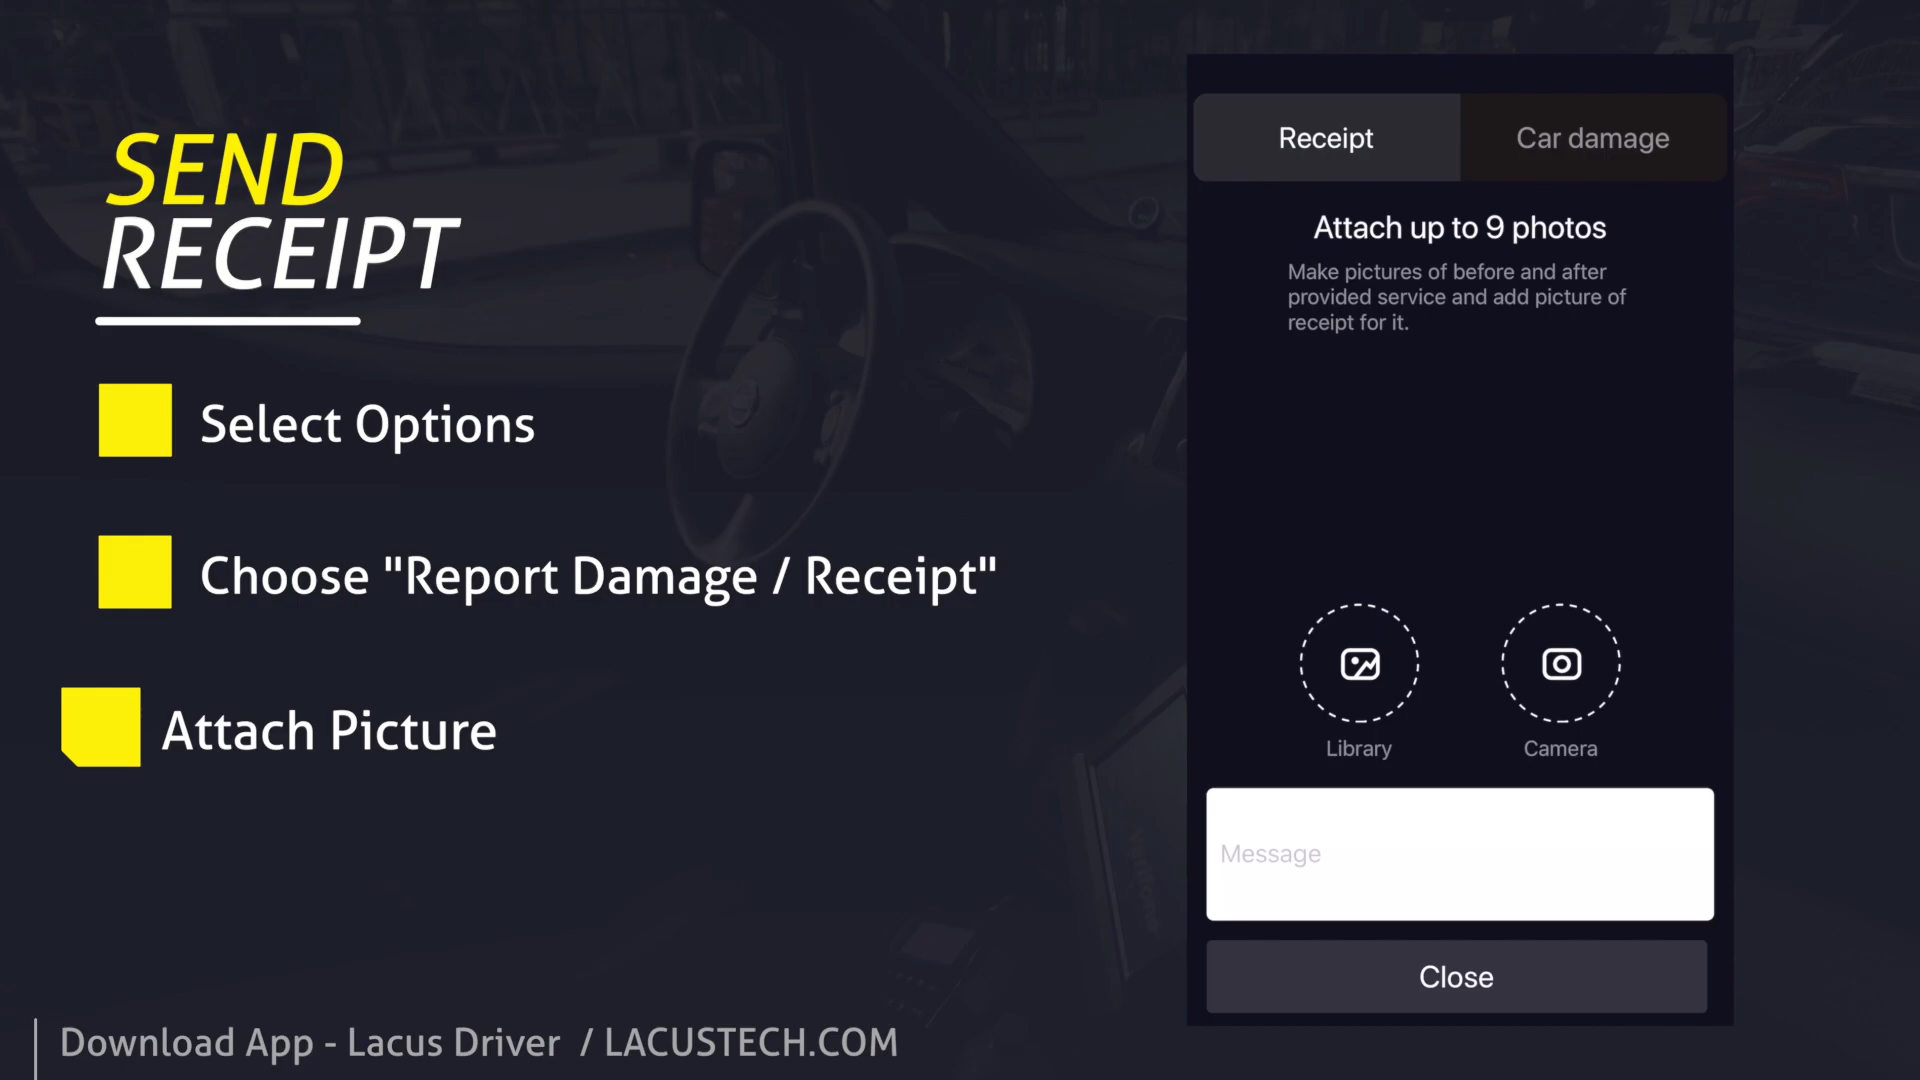 SEND
RECEIPT
Select Options
Choose "Report Damage / Receipt"
Attach Picture
Download App - Lacus Driver / LACUSTECH.COM
Receipt
Car damage
Attach up to 9 photos
Make pictures of before and after
provided service and add picture of
receipt for it.
Library
Camera
Message
Close